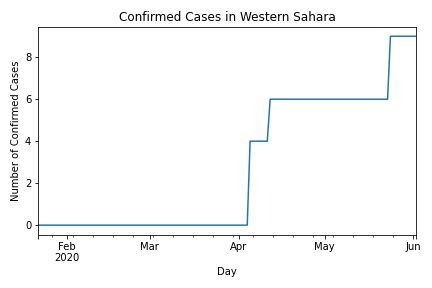 Confirmed Cases in Western Sahara
Number of Confirmed Cases
8
6
4
2
0
Feb Mar Apr May Jun
2020
Day